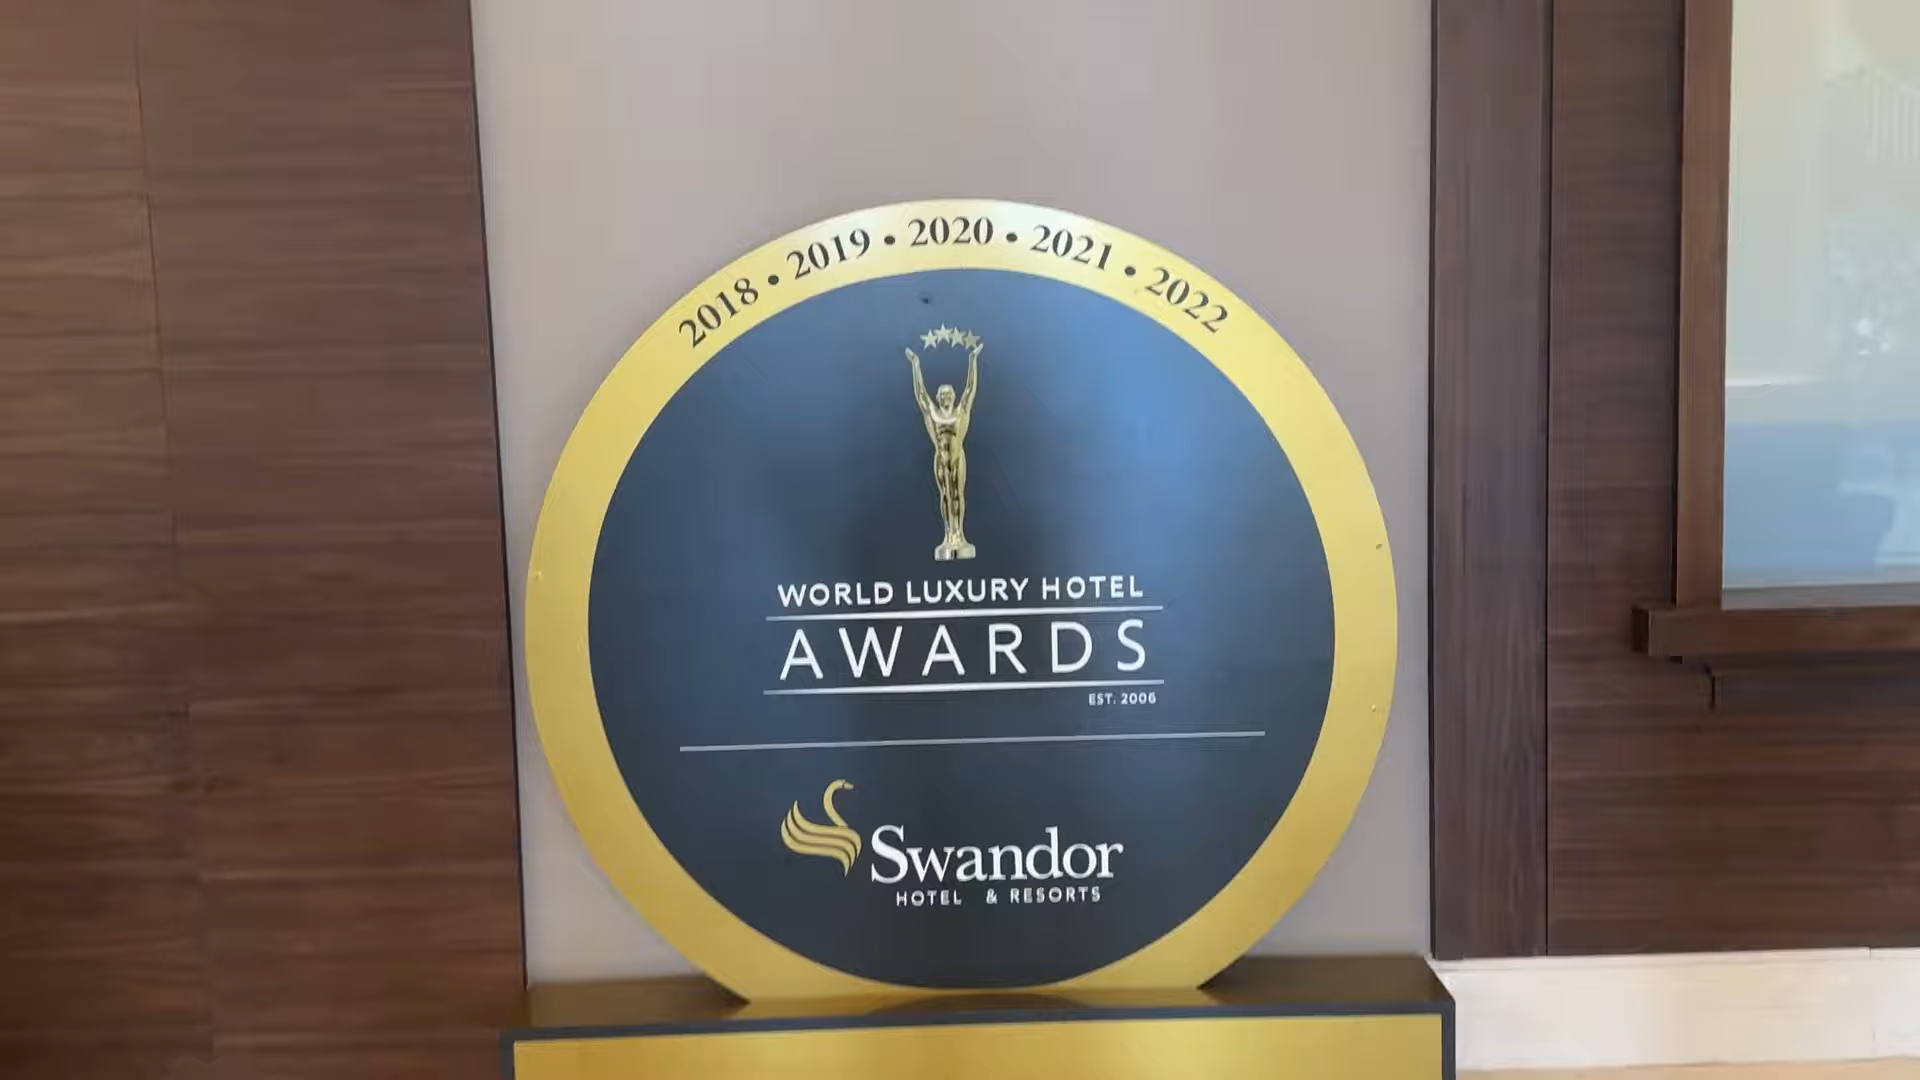 2018 • 2019 • 2020 • 2021 • 2022
WORLD LUXURY HOTEL
AWARDS
EST. 2006
Swandor
HOTEL & RESORTS